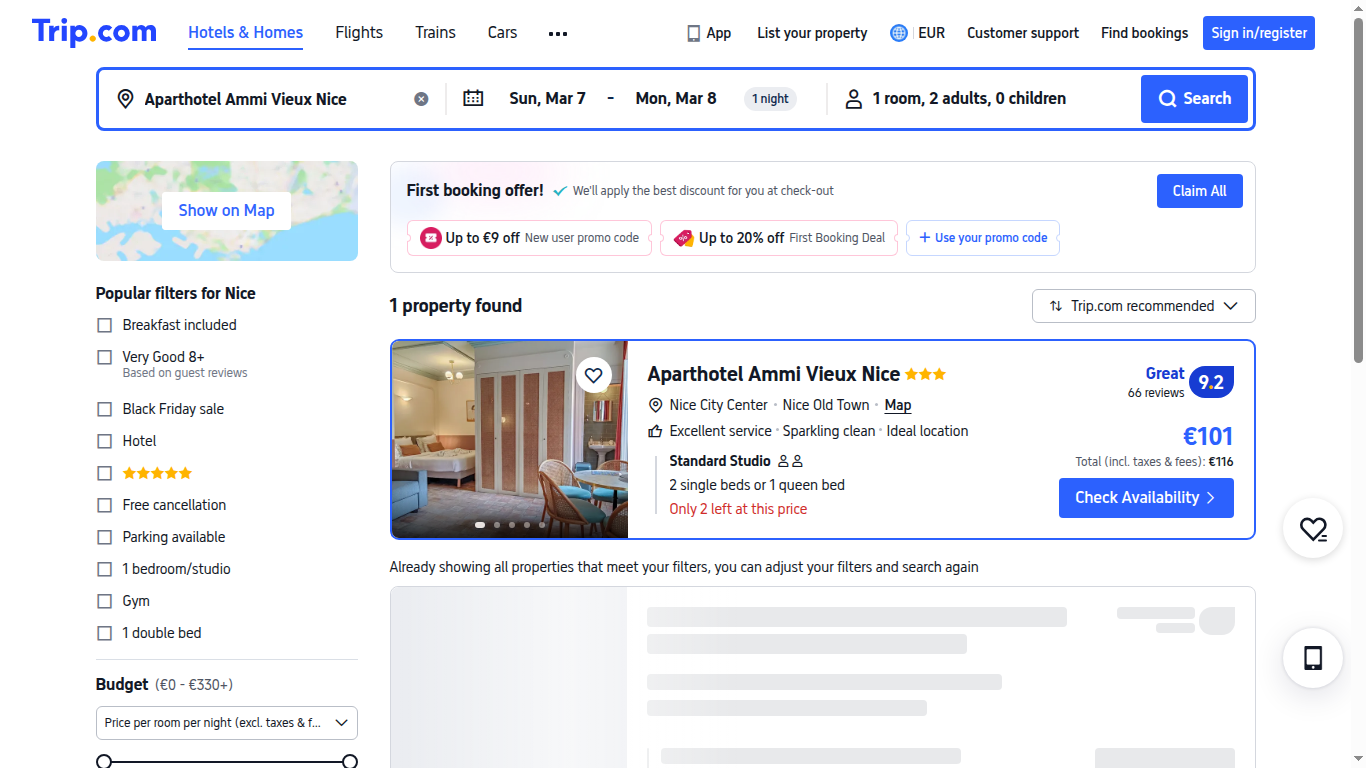 Trip.com
Hotels & Homes
Flights
Trains
Cars
App
List your property
EUR
Customer support
Find bookings
Sign in/register
Aparthotel Ammi Vieux Nice
Sun, Mar 7 - Mon, Mar 8
1 night
1 room, 2 adults, 0 children
Search
Show on Map
Popular filters for Nice
Breakfast included
Very Good 8+
Based on guest reviews
Black Friday sale
Hotel
Free cancellation
Parking available
1 bedroom/studio
Gym
1 double bed
Budget (€0 - €330+)
Price per room per night (excl. taxes & f...
First booking offer!
We'll apply the best discount for you at check-out
Claim All
Up to €9 off New user promo code
Up to 20% off First Booking Deal
+ Use your promo code
1 property found
Trip.com recommended
Aparthotel Ammi Vieux Nice
Nice City Center · Nice Old Town · Map
Excellent service · Sparkling clean · Ideal location
Standard Studio
2 single beds or 1 queen bed
Only 2 left at this price
Great
66 reviews
9.2
€101
Total (incl. taxes & fees): €116
Check Availability
Already showing all properties that meet your filters, you can adjust your filters and search again